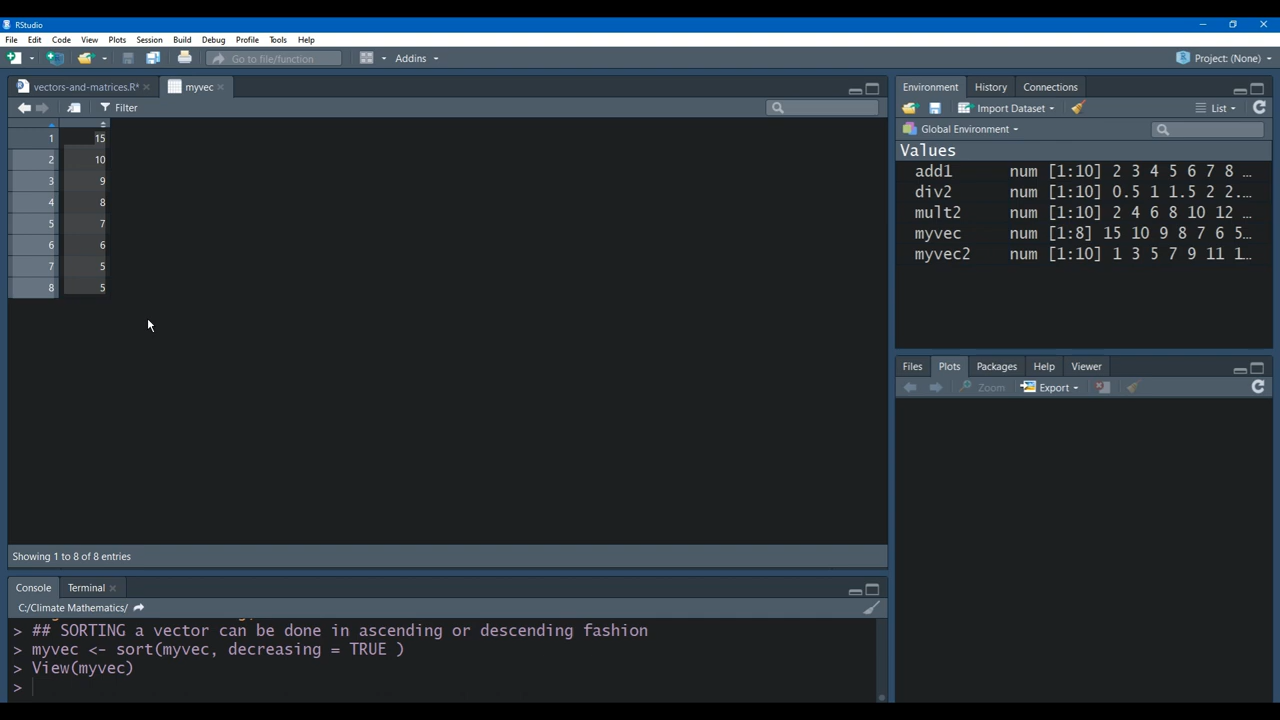 RStudio
File Edit Code View Plots Session Build Debug Profile Tools Help
Go to file/function Addins Project: (None)
vectors-and-matrices.R* myvec
Filter
1 15
2 10
3 9
4 8
5 7
6 6
7 5
8 5
Showing 1 to 8 of 8 entries
Console Terminal
C:/Climate Mathematics/
> ## SORTING a vector can be done in ascending or descending fashion
> myvec <- sort(myvec, decreasing = TRUE )
> View(myvec)
>
Environment History Connections
Import Dataset List
Global Environment
Values
add1 num [1:10] 2 3 4 5 6 7 8 ...
div2 num [1:10] 0.5 1 1.5 2 2....
mult2 num [1:10] 2 4 6 8 10 12 ...
myvec num [1:8] 15 10 9 8 7 6 5...
myvec2 num [1:10] 1 3 5 7 9 11 1...
Files Plots Packages Help Viewer
Zoom Export